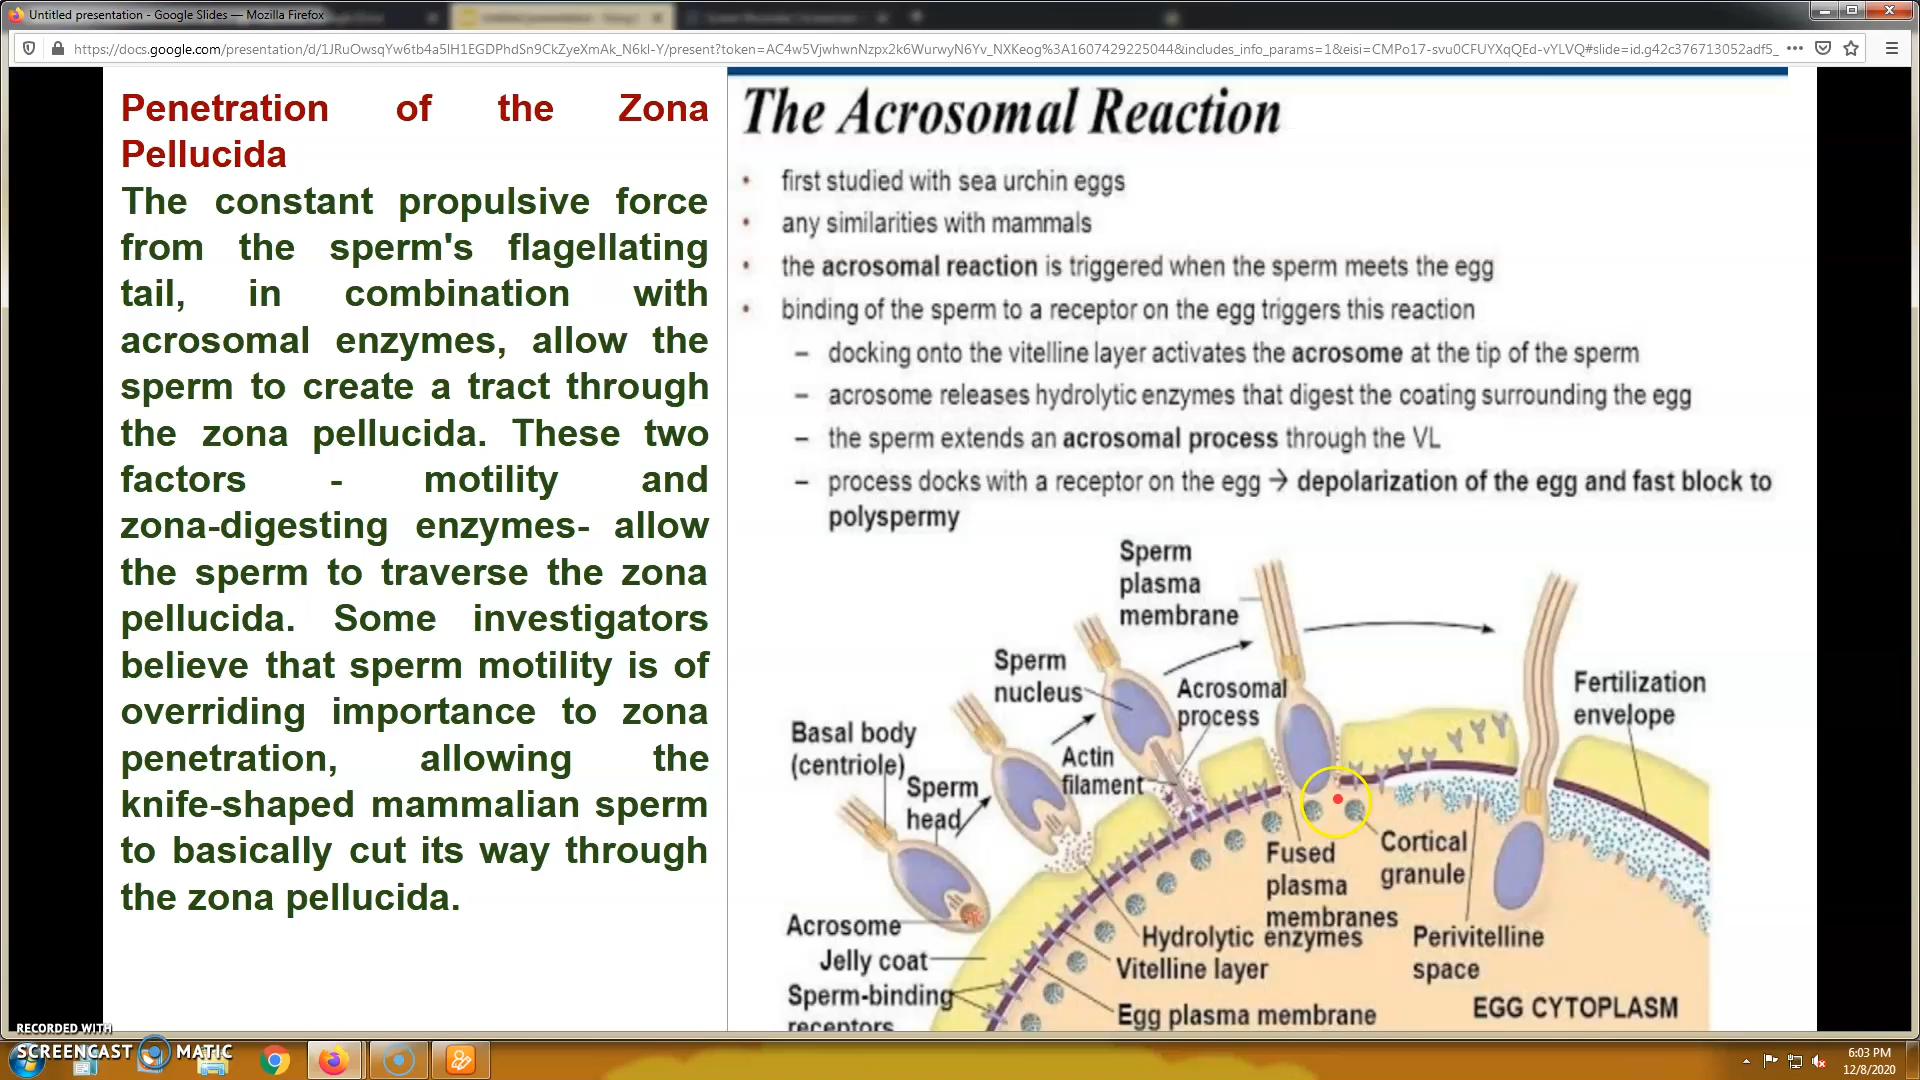 Untitled presentation - Google Slides — Mozilla Firefox
https://docs.google.com/presentation/d/1JRuOwsqYw6tb4a5lH1EGDPhdSn9CkZyeXmAk_N6kl-Y/present?token=AC4w5VjwhwnNzpx2k6WurwyN6Yv_NXKeog%3A1607429225044&includes_info_params=1&eisi=CMPo17-svu0CFUYXqQEd-vYLVQ#slide=id.g42c376713052adf5_
Penetration of the Zona
Pellucida
The constant propulsive force
from the sperm's flagellating
tail, in combination with
acrosomal enzymes, allow the
sperm to create a tract through
the zona pellucida. These two
factors - motility and
zona-digesting enzymes- allow
the sperm to traverse the zona
pellucida. Some investigators
believe that sperm motility is of
overriding importance to zona
penetration, allowing the
knife-shaped mammalian sperm
to basically cut its way through
the zona pellucida.
The Acrosomal Reaction
• first studied with sea urchin eggs
• any similarities with mammals
• the acrosomal reaction is triggered when the sperm meets the egg
• binding of the sperm to a receptor on the egg triggers this reaction
– docking onto the vitelline layer activates the acrosome at the tip of the sperm
– acrosome releases hydrolytic enzymes that digest the coating surrounding the egg
– the sperm extends an acrosomal process through the VL
– process docks with a receptor on the egg → depolarization of the egg and fast block to
polyspermy
Sperm
plasma
membrane
Sperm
nucleus
Acrosomal
process
Fertilization
envelope
Basal body
(centriole)
Actin
filament
Sperm
head
Cortical
granule
Fused
plasma
membranes
Acrosome
Hydrolytic enzymes
Perivitelline
space
Jelly coat
Vitelline layer
Sperm-binding
receptors
Egg plasma membrane
EGG CYTOPLASM
RECORDED WITH
SCREENCAST MATIC
6:03 PM
12/8/2020